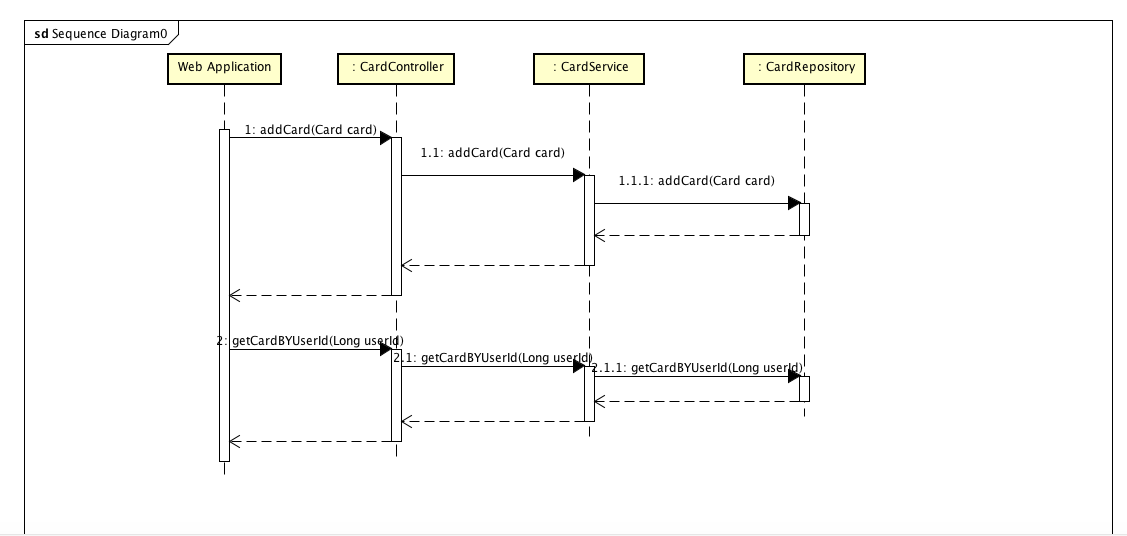 sd Sequence Diagram0
Web Application
: CardController
: CardService
: CardRepository
1: addCard(Card card)
1.1: addCard(Card card)
1.1.1: addCard(Card card)
2: getCardBYUserId(Long userId)
2.1: getCardBYUserId(Long userId)
2.1.1: getCardBYUserId(Long userId)